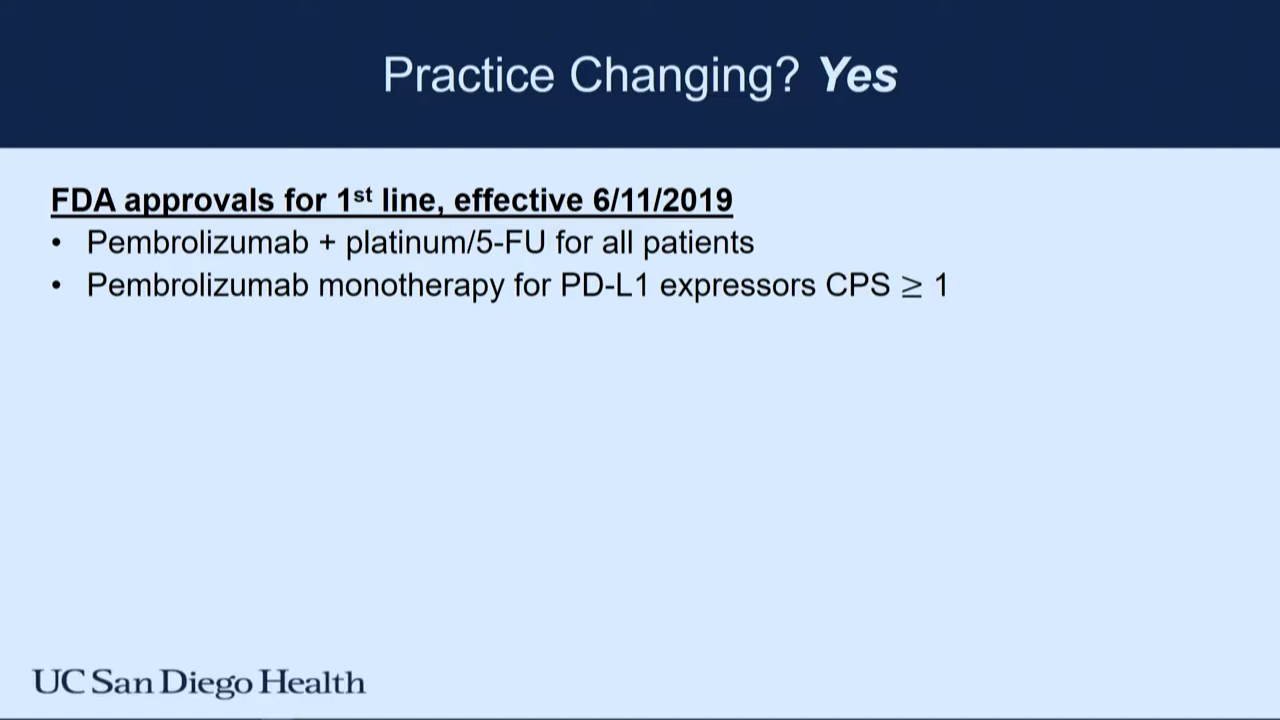 Practice Changing? Yes
FDA approvals for 1st line, effective 6/11/2019
• Pembrolizumab + platinum/5-FU for all patients
• Pembrolizumab monotherapy for PD-L1 expressors CPS ≥ 1
UC San Diego Health